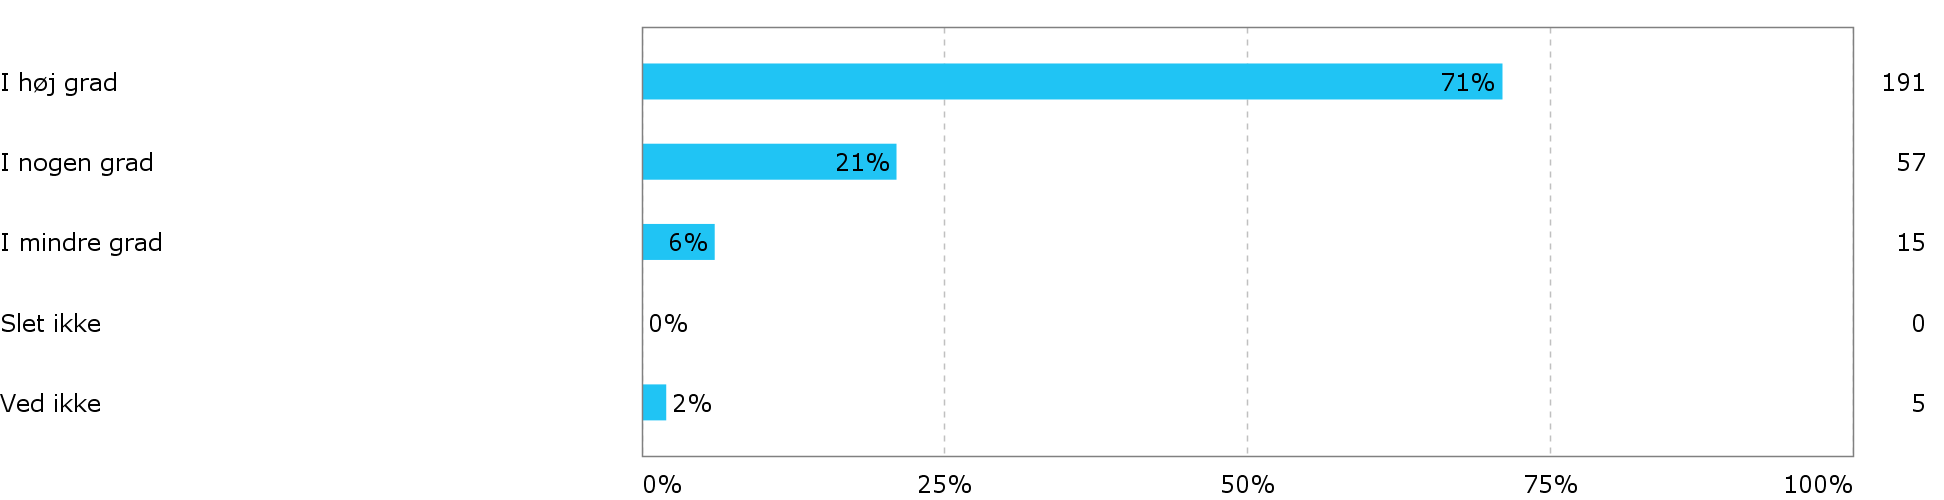 I høj grad 71% 191
I nogen grad 21% 57
I mindre grad 6% 15
Slet ikke 0% 0
Ved ikke 2% 5
0% 25% 50% 75% 100%